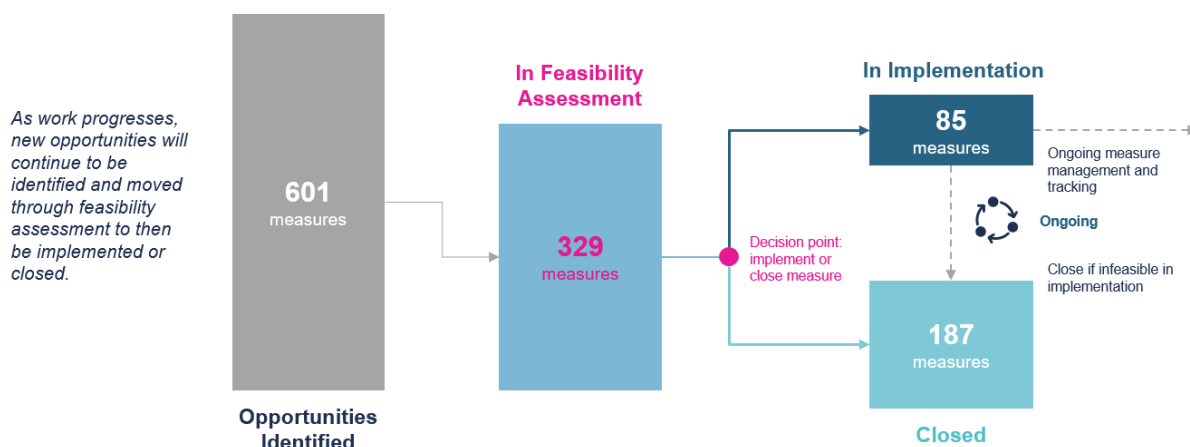 As work progresses,
new opportunities will
continue to be
identified and moved
through feasibility
assessment to then
be implemented or
closed.
601
measures
Opportunities
Identified
In Feasibility
Assessment
329
measures
Decision point:
implement or
close measure
In Implementation
85
measures
Ongoing measure
management and
tracking
Ongoing
Close if infeasible in
implementation
187
measures
Closed